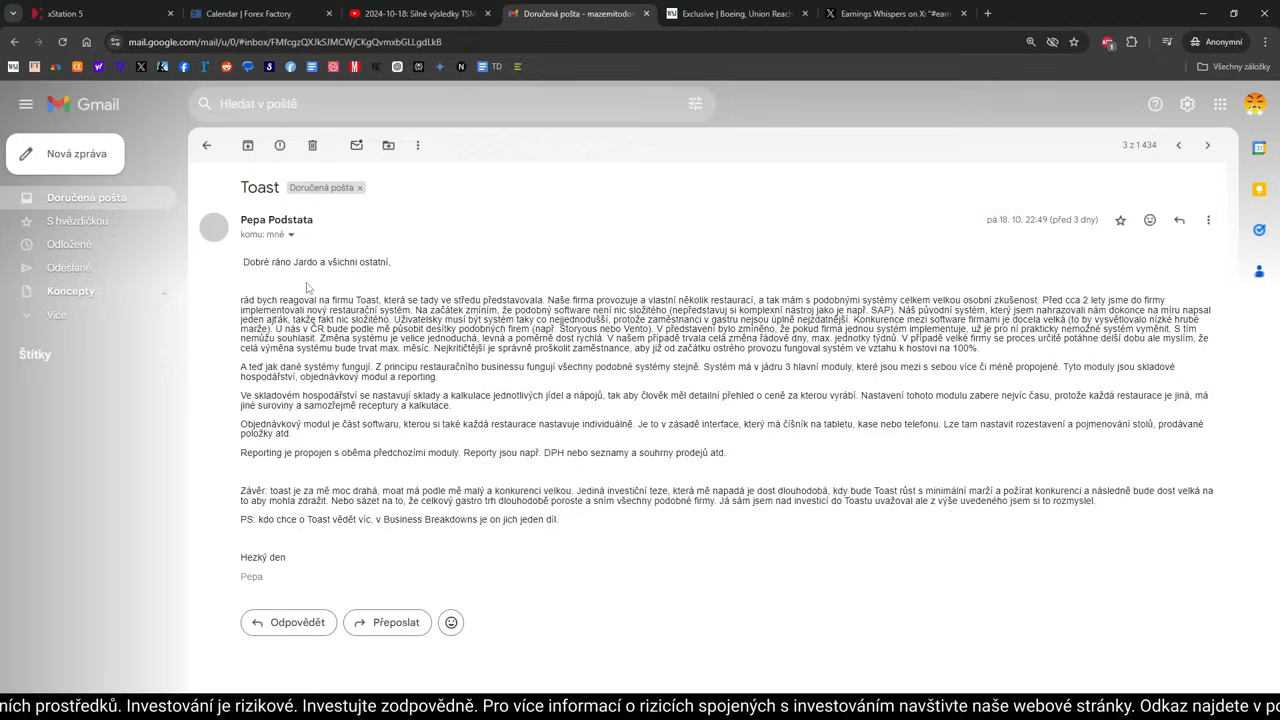 xStation 5
Calendar | Forex Factory
2024-10-18: Silné výsledky TSM
Doručená pošta - mazemitodo
Exclusive | Boeing, Union Reach
Earnings Whispers on X: "#earn
mail.google.com/mail/u/0/#inbox/FMfcgzQXJkSJMCWjCKgQvmxbGLLgdLkB
Anonymní
TD
Všechny záložky
Gmail
Hledat v poště
Nová zpráva
3 z 1 434
Doručená pošta
S hvězdičkou
Odložené
Odeslané
Koncepty
Více
Štítky
Toast
Doručená pošta ×
Pepa Podstata
pá 18. 10. 22:49 (před 3 dny)
komu: mně
Dobré ráno Jardo a všichni ostatní,
rád bych reagoval na firmu Toast, která se tady ve středu představovala. Naše firma provozuje a vlastní několik restaurací, a tak mám s podobnými systémy celkem velkou osobní zkušenost. Před cca 2 lety jsme do firmy
implementovali nový restaurační systém. Na začátek zmíním, že podobný software není nic složitého (nepředstavuj si komplexní nástroj jako je např. SAP). Náš původní systém, který jsem nahrazovali nám dokonce na míru napsal
jeden ajťák, takže fakt nic složitého. Uživatelsky musí být systém taky co nejjednodušší, protože zaměstnanci v gastru nejsou úplně nejzdatnější. Konkurence mezi software firmami je docela velká (to by vysvětlovalo nízké hrubé
marže). U nás v ČR bude podle mě působit desítky podobných firem (např. Storyous nebo Vento). V představení bylo zmíněno, že pokud firma jednou systém implementuje, už je pro ní prakticky nemožné systém vyměnit. S tím
nemůžu souhlasit. Změna systému je velice jednoduchá, levná a poměrně dost rychlá. V našem případě trvala celá změna řádově dny, max. jednotky týdnů. V případě velké firmy se proces určitě potáhne delší dobu ale myslím, že
celá výměna systému bude trvat max. měsíc. Nejkritičtější je správně proškolit zaměstnance, aby již od začátku ostrého provozu fungoval systém ve vztahu k hostovi na 100%.
A teď jak dané systémy fungují. Z principu restauračního businessu fungují všechny podobné systémy stejně. Systém má v jádru 3 hlavní moduly, které jsou mezi s sebou více či méně propojené. Tyto moduly jsou skladové
hospodářství, objednávkový modul a reporting.
Ve skladovém hospodářství se nastavují sklady a kalkulace jednotlivých jídel a nápojů, tak aby člověk měl detailní přehled o ceně za kterou vyrábí. Nastavení tohoto modulu zabere nejvíc času, protože každá restaurace je jiná, má
jiné suroviny a samozřejmě receptury a kalkulace.
Objednávkový modul je část softwaru, kterou si také každá restaurace nastavuje individuálně. Je to v zásadě interface, který má číšník na tabletu, kase nebo telefonu. Lze tam nastavit rozestavení a pojmenování stolů, prodávané
položky atd.
Reporting je propojen s oběma předchozími moduly. Reporty jsou např. DPH nebo seznamy a souhrny prodejů atd.
Závěr: toast je za mě moc drahá, moat má podle mě malý a konkurenci velkou. Jediná investiční teze, která mě napadá je dost dlouhodobá, kdy bude Toast růst s minimální marží a požírat konkurenci a následně bude dost velká na
to aby mohla zdražit. Nebo sázet na to, že celkový gastro trh dlouhodobě poroste a sním všechny podobné firmy. Já sám jsem nad investicí do Toastu uvažoval ale z výše uvedeného jsem si to rozmyslel.
PS: kdo chce o Toast vědět víc, v Business Breakdowns je on jich jeden díl.
Hezký den
Pepa
Odpovědět
Přeposlat
ních prostředků. Investování je rizikové. Investujte zodpovědně. Pro více informací o rizicích spojených s investováním navštivte naše webové stránky. Odkaz najdete v po